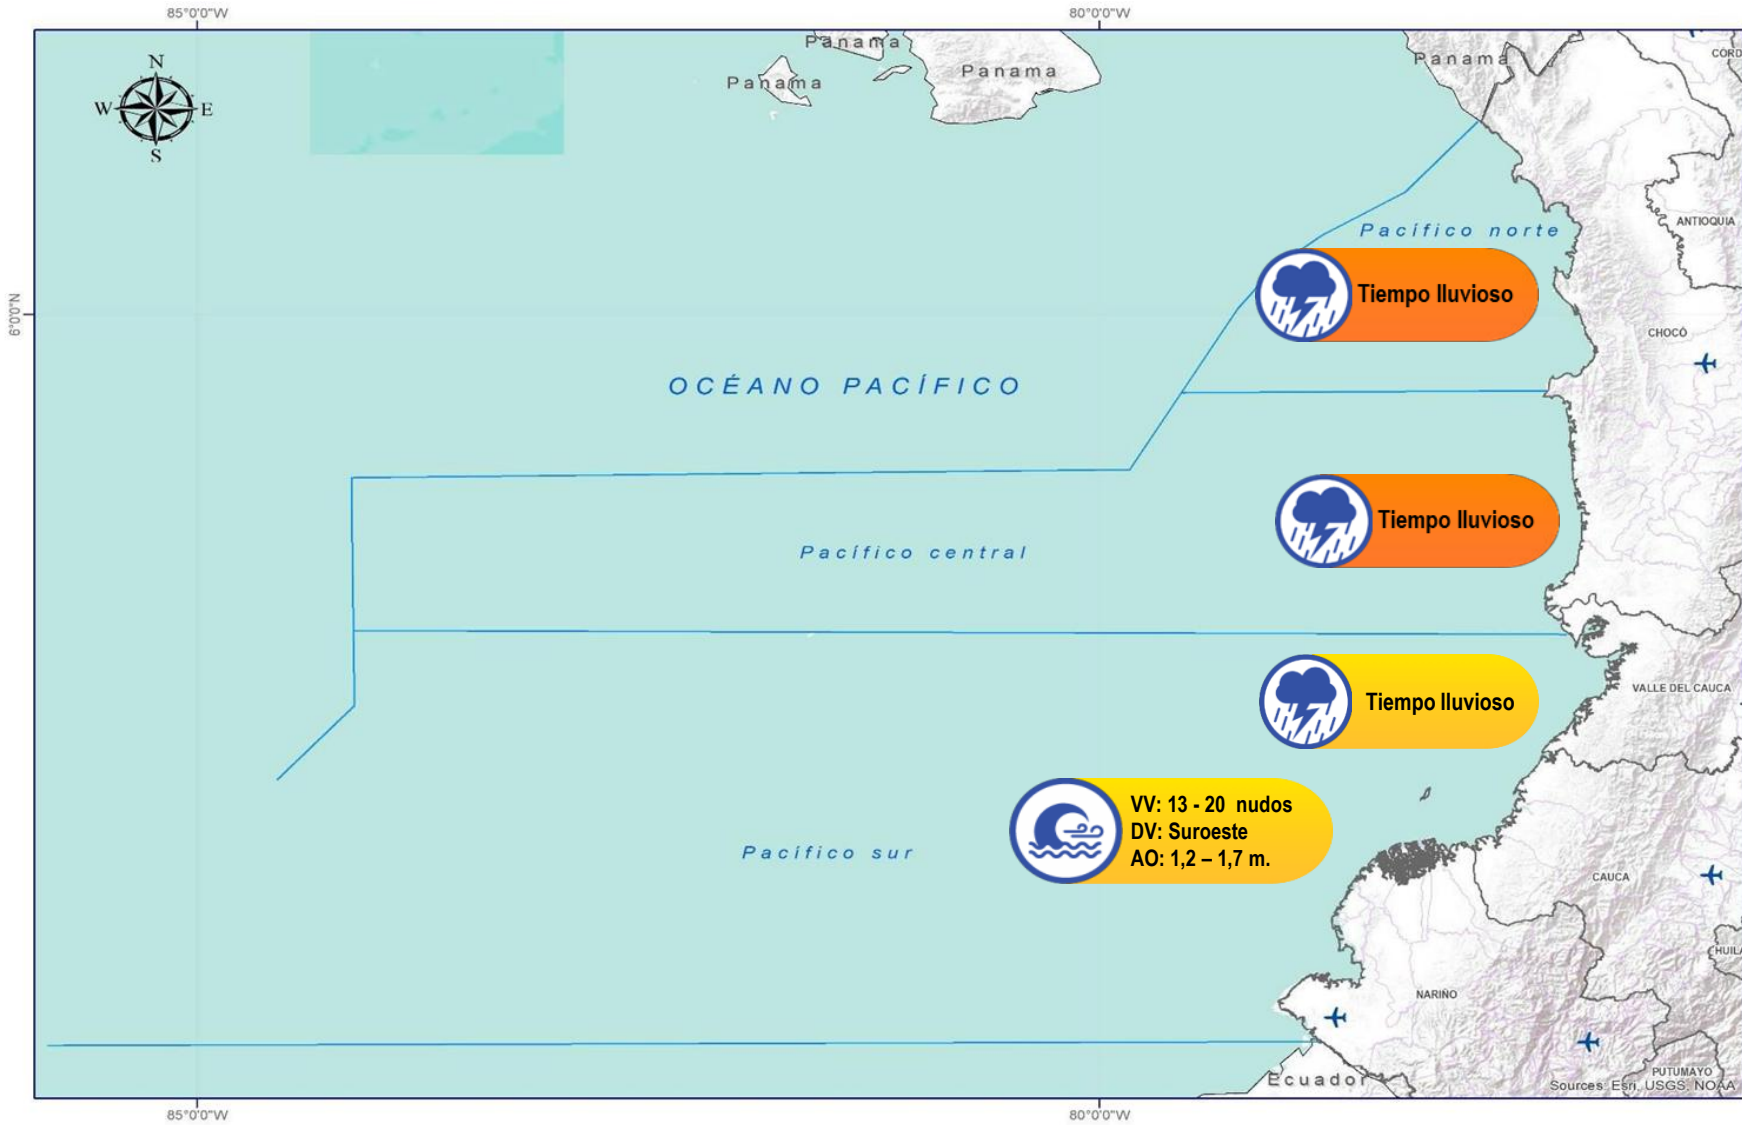 85°0'0"W
80°0'0"W
N
W
E
S
Panama
Panama
Panama
Panama
ANTIOQUIA
Pacífico norte
Tiempo lluvioso
6°0'0"N
CHOCÓ
OCÉANO PACÍFICO
Tiempo lluvioso
Pacífico central
VALLE DEL CAUCA
Tiempo lluvioso
VV: 13 - 20 nudos
DV: Suroeste
AO: 1,2 – 1,7 m.
Pacífico sur
CAUCA
HUILA
NARIÑO
Ecuador
PUTUMAYO
Sources: Esri, USGS, NOAA
85°0'0"W
80°0'0"W